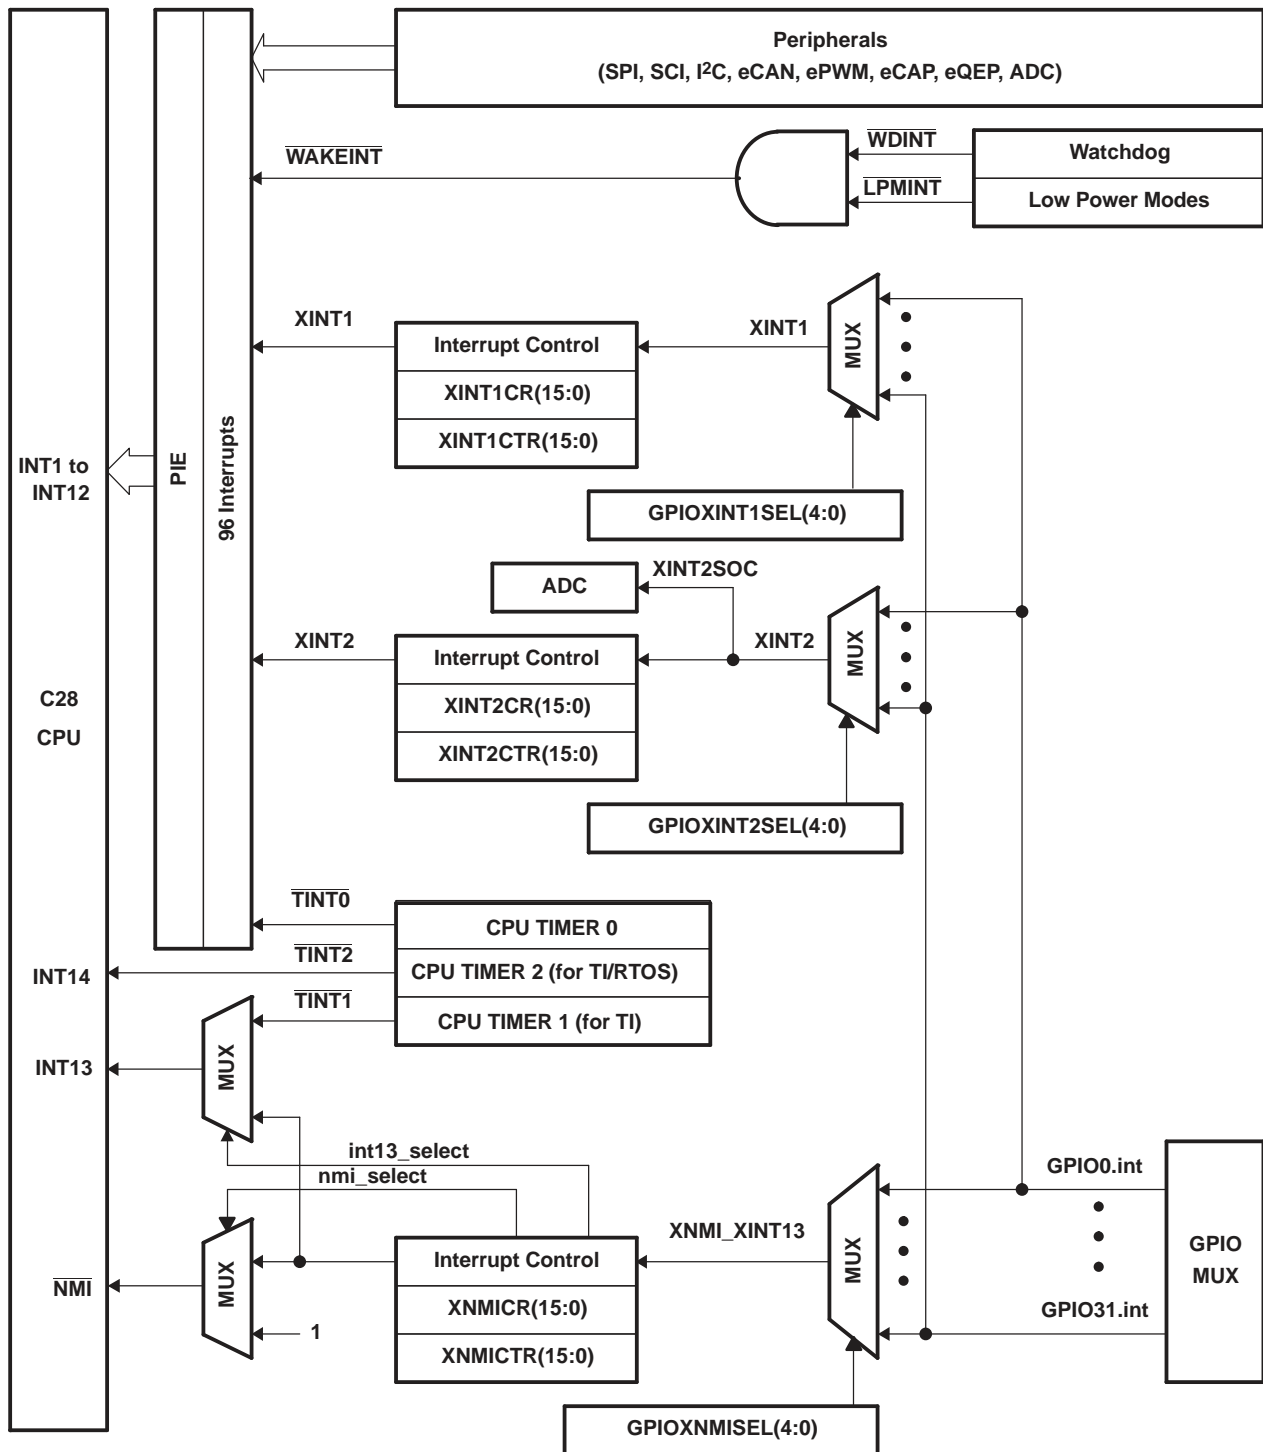 Peripherals
(SPI, SCI, I²C, eCAN, ePWM, eCAP, eQEP, ADC)
WAKEINT
WDINT
Watchdog
LPMINT
Low Power Modes
XINT1
Interrupt Control
XINT1CR(15:0)
XINT1CTR(15:0)
XINT1
MUX
GPIOXINT1SEL(4:0)
INT1 to
INT12
PIE
96 Interrupts
ADC
XINT2SOC
XINT2
Interrupt Control
XINT2CR(15:0)
XINT2CTR(15:0)
XINT2
MUX
GPIOXINT2SEL(4:0)
C28
CPU
TINT0
CPU TIMER 0
INT14
TINT2
CPU TIMER 2 (for TI/RTOS)
TINT1
CPU TIMER 1 (for TI)
INT13
MUX
int13_select
nmi_select
NMI
MUX
1
Interrupt Control
XNMICR(15:0)
XNMICTR(15:0)
XNMI_XINT13
MUX
GPIOXNMISEL(4:0)
GPIO0.int
GPIO31.int
GPIO
MUX